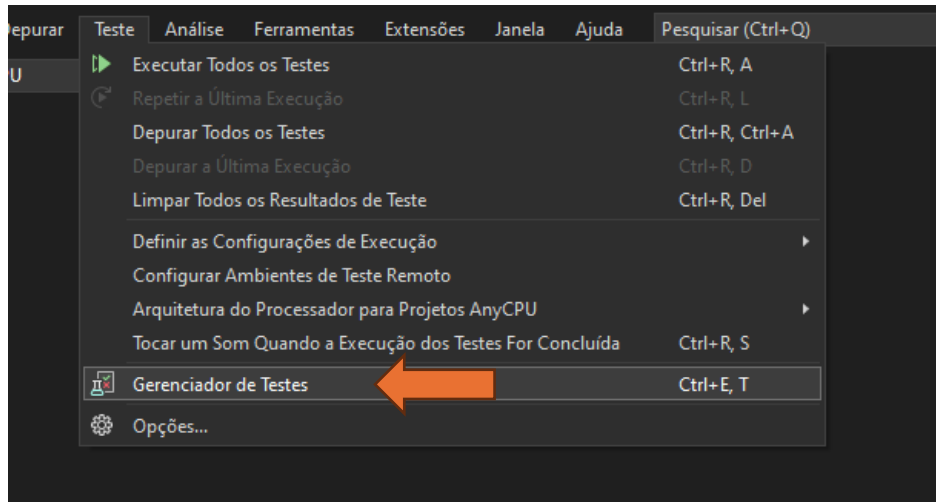 Depurar Teste Análise Ferramentas Extensões Janela Ajuda Pesquisar (Ctrl+Q)
Executar Todos os Testes Ctrl+R, A
Repetir a Última Execução Ctrl+R, L
Depurar Todos os Testes Ctrl+R, Ctrl+A
Depurar a Última Execução Ctrl+R, D
Limpar Todos os Resultados de Teste Ctrl+R, Del
Definir as Configurações de Execução
Configurar Ambientes de Teste Remoto
Arquitetura do Processador para Projetos AnyCPU
Tocar um Som Quando a Execução dos Testes For Concluída Ctrl+R, S
Gerenciador de Testes Ctrl+E, T
Opções...